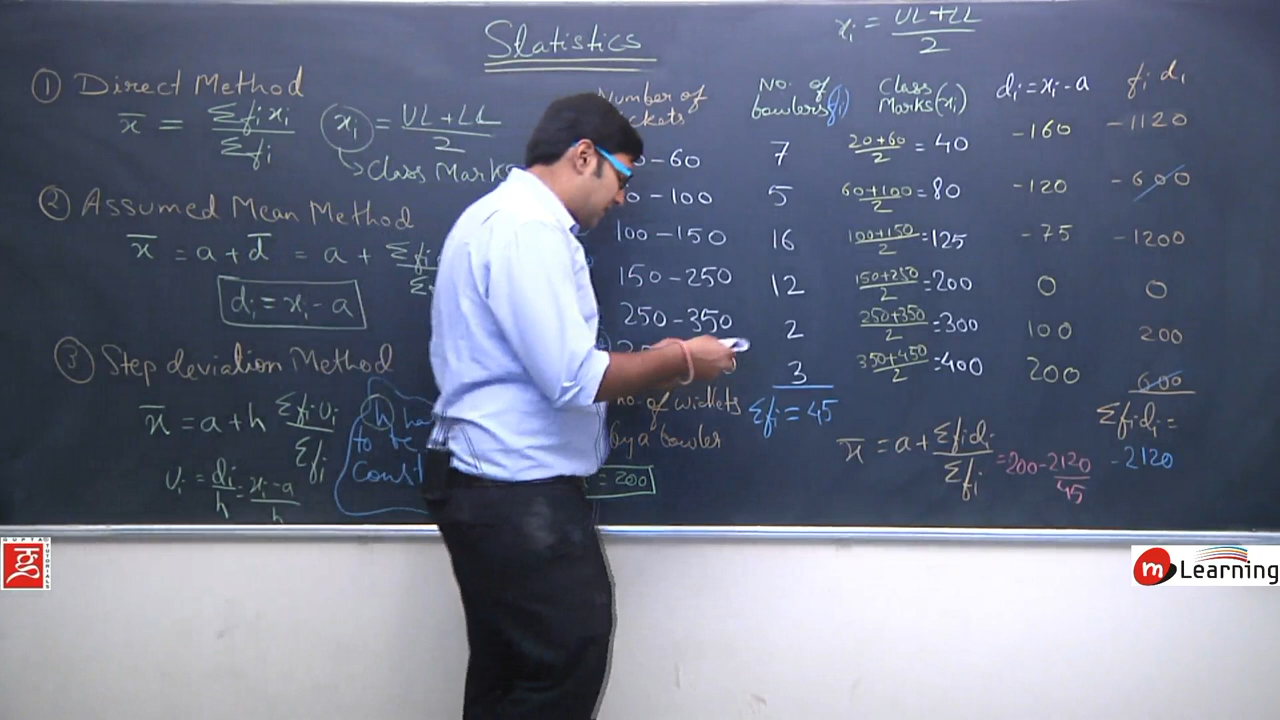 Statistics
① Direct Method
x̄ = Σfᵢxᵢ / Σfᵢ
xᵢ = UL+LL / 2
→ Class Marks
② Assumed Mean Method
x̄ = a + d̄ = a +
dᵢ = xᵢ - a
③ Step deviation Method
x̄ = a + h Σfᵢuᵢ / Σfᵢ
uᵢ = dᵢ/h = xᵢ-a / h
h
to be
const
xᵢ = UL+LL / 2
Number of No. of bowlers(fᵢ) Class Marks(xᵢ) dᵢ = xᵢ - a fᵢ dᵢ
- 60 7 20+60 / 2 = 40 -160 -1120
- 100 5 60+100 / 2 = 80 -120 -600
100 - 150 16 100+150 / 2 = 125 -75 -1200
150 - 250 12 150+250 / 2 = 200 0 0
250 - 350 2 250+350 / 2 = 300 100 200
3 350+450 / 2 = 400 200 600
Σfᵢ = 45
Σfᵢdᵢ =
-2120
no. of wickets
by a bowler
= 200
x̄ = a + Σfᵢdᵢ / Σfᵢ = 200 - 2120 / 45
GUPTA TUTORIALS
m Learning